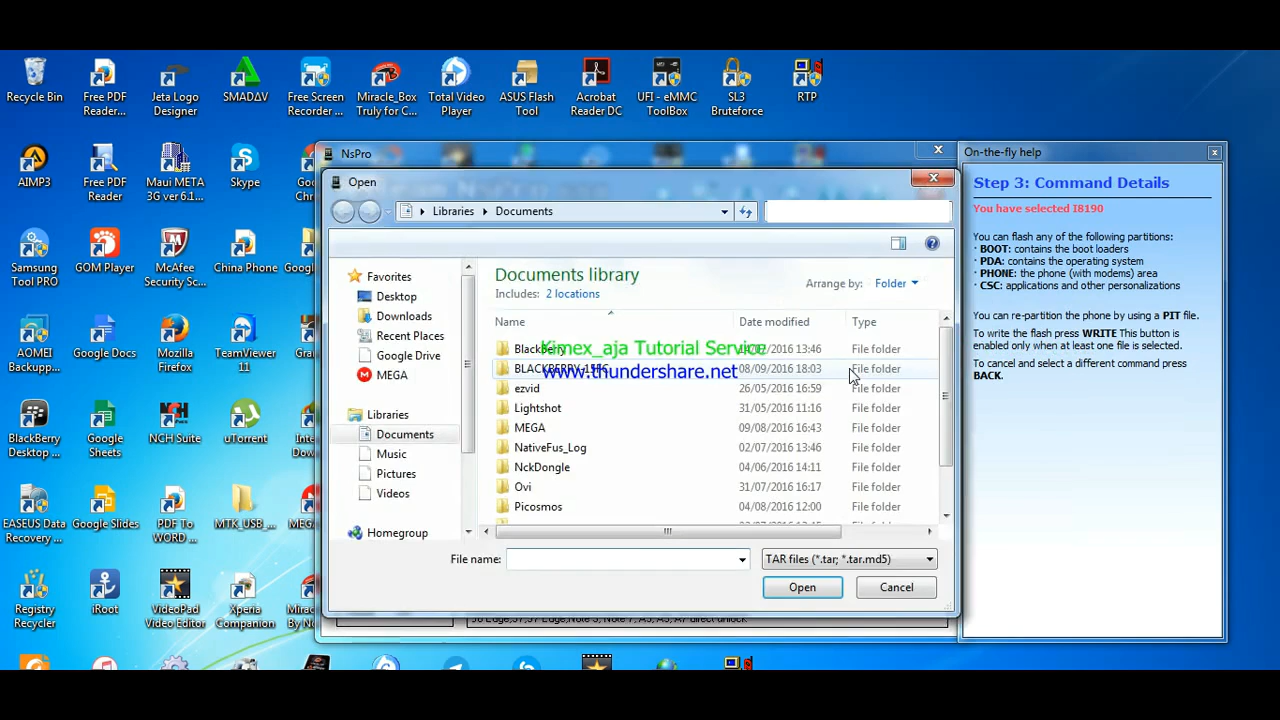 Recycle Bin
Free PDF
Reader...
Jeta Logo
Designer
SMADΔV
Free Screen
Recorder ...
Miracle_Box
Truly for C...
Total Video
Player
ASUS Flash
Tool
Acrobat
Reader DC
UFI - eMMC
ToolBox
SL3
Bruteforce
RTP
AIMP3
Free PDF
Reader
Maui META
3G ver 6.1...
Skype
Samsung
Tool PRO
GOM Player
McAfee
Security Sc...
China Phone
AOMEI
Backupp...
Google Docs
Mozilla
Firefox
TeamViewer
11
BlackBerry
Desktop ...
Google
Sheets
NCH Suite
uTorrent
EASEUS Data
Recovery ...
Google Slides
PDF To
WORD ...
MTK_USB_...
Registry
Recycler
iRoot
VideoPad
Video Editor
Xperia
Companion
NsPro
Open
Libraries
Documents
Favorites
Desktop
Downloads
Recent Places
Google Drive
MEGA
Libraries
Documents
Music
Pictures
Videos
Homegroup
Documents library
Includes: 2 locations
Arrange by: Folder
Name Date modified Type
Blackberry 13:46 File folder
Kimex_aja Tutorial Service
08/09/2016 18:03 File folder
www.thundershare.net
ezvid 26/05/2016 16:59 File folder
Lightshot 31/05/2016 11:16 File folder
MEGA 09/08/2016 16:43 File folder
NativeFus_Log 02/07/2016 13:46 File folder
NckDongle 04/06/2016 14:11 File folder
Ovi 31/07/2016 16:17 File folder
Picosmos 04/08/2016 12:00 File folder
File name:
TAR files (*.tar; *.tar.md5)
Open Cancel
On-the-fly help
Step 3: Command Details
You have selected I8190
You can flash any of the following partitions:
· BOOT: contains the boot loaders
· PDA: contains the operating system
· PHONE: the phone (with modems) area
· CSC: applications and other personalizations
You can re-partition the phone by using a PIT file.
To write the flash press WRITE This button is
enabled only when at least one file is selected.
To cancel and select a different command press
BACK.